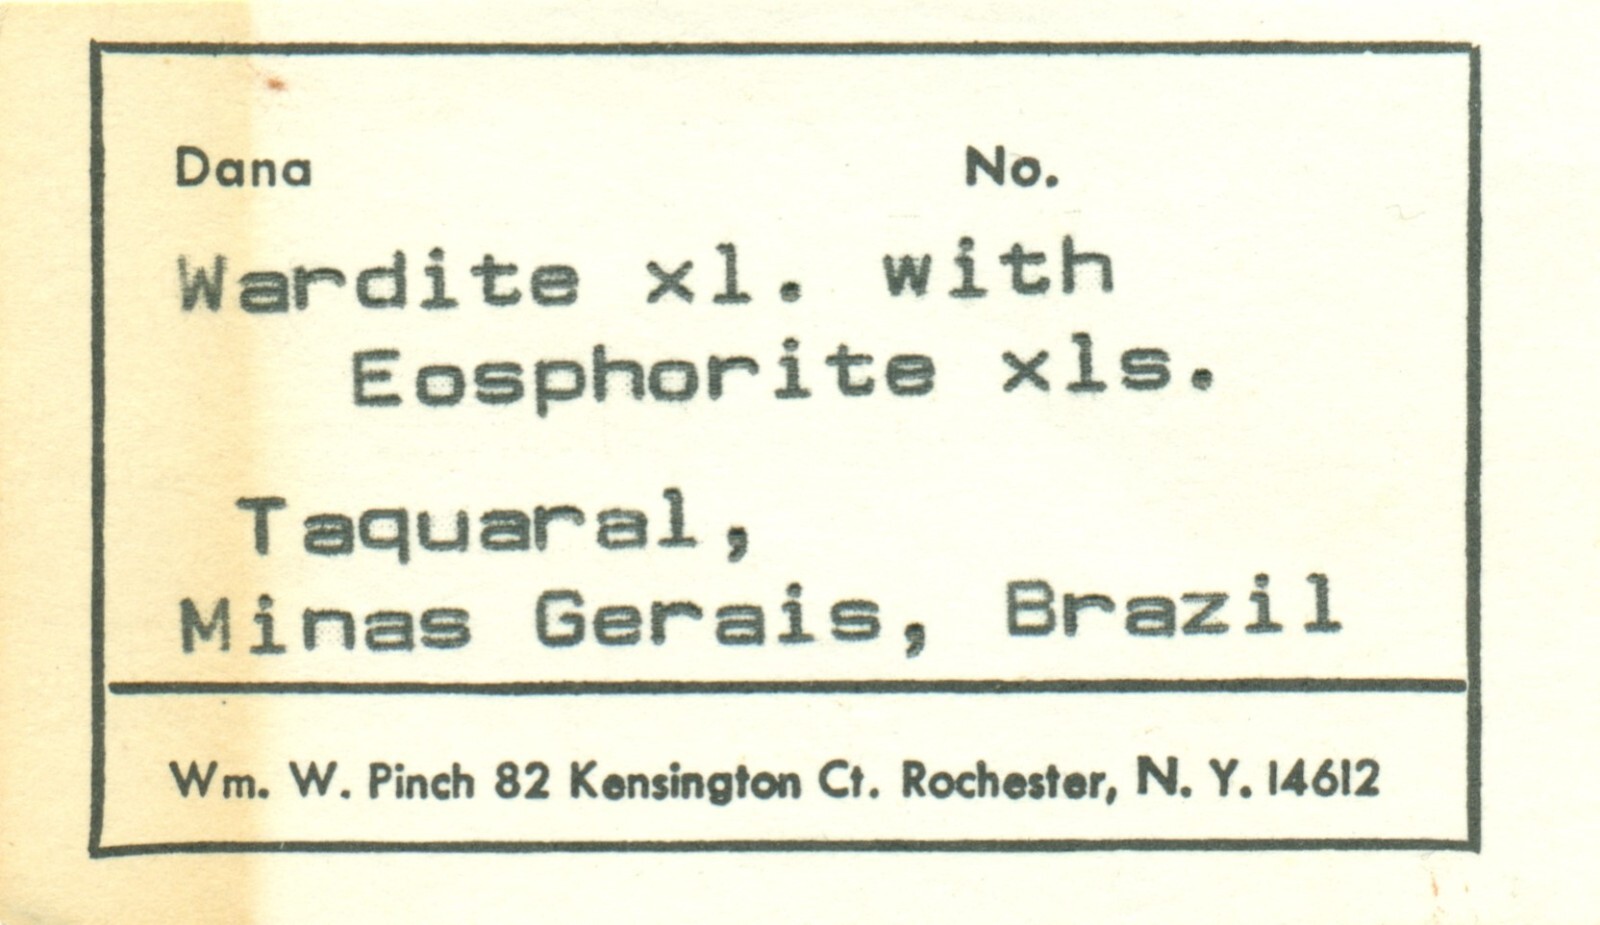 Dana No.
Wardite xl. with
Eosphorite xls.
Taquaral,
Minas Gerais, Brazil
Wm. W. Pinch 82 Kensington Ct. Rochester, N. Y. 14612